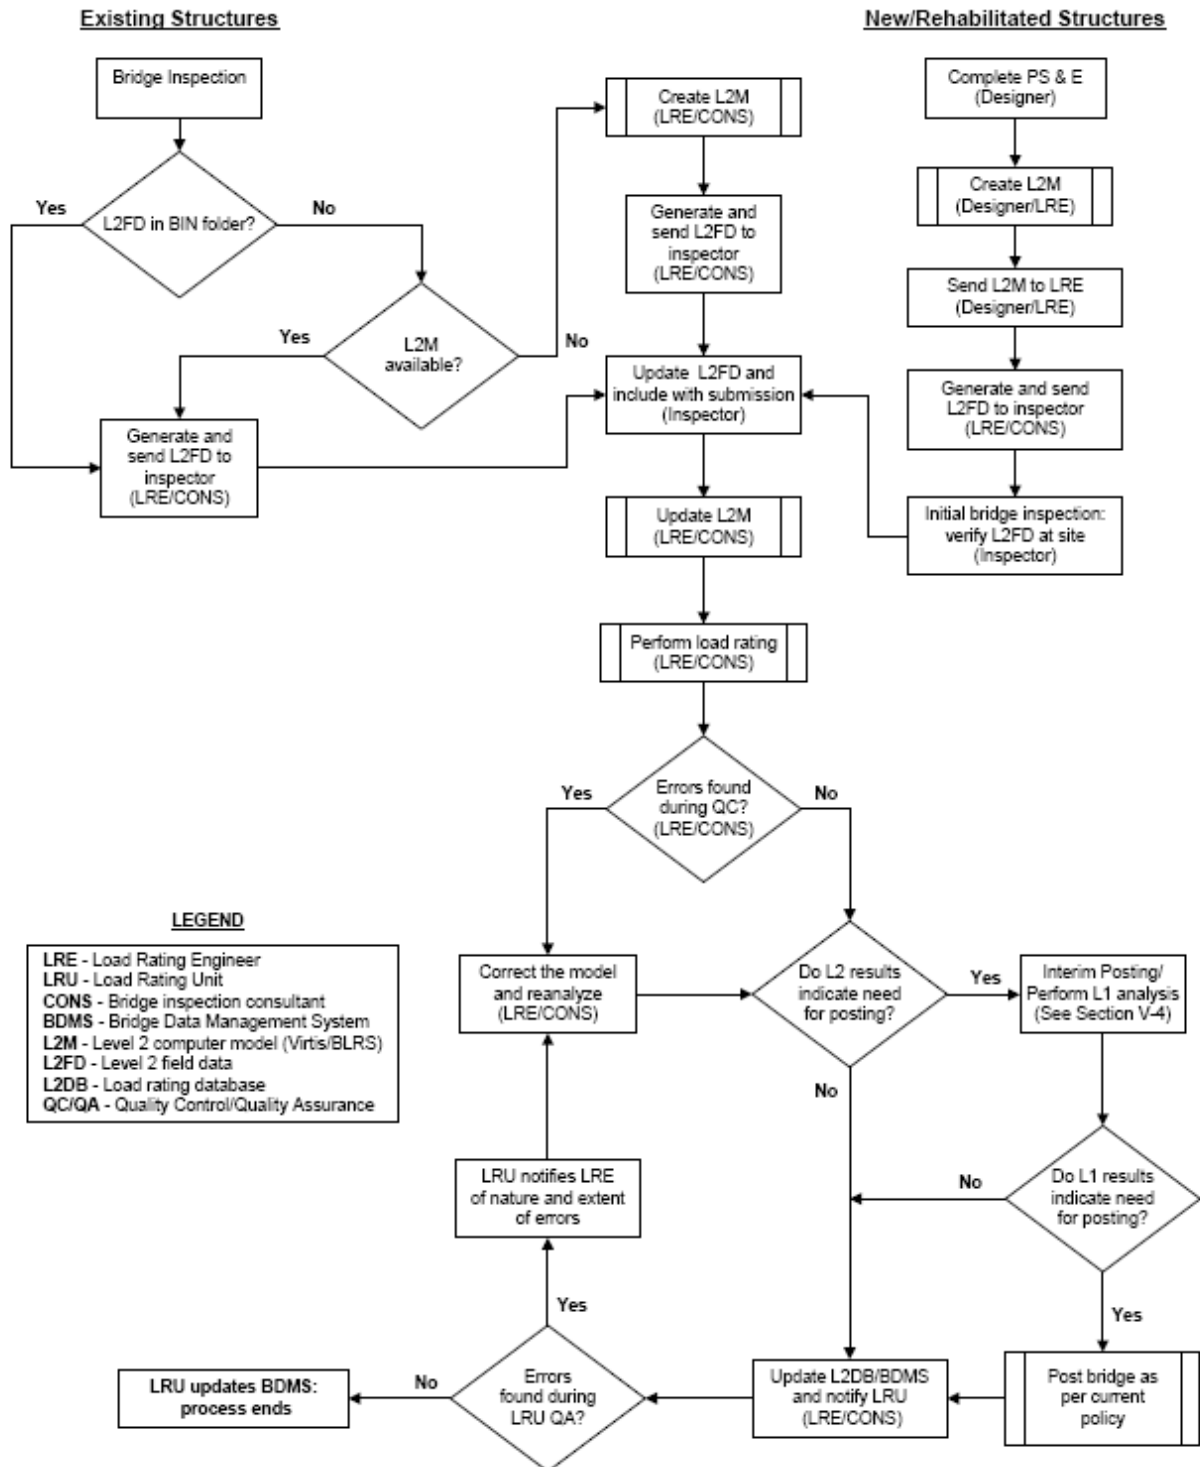 Existing Structures
New/Rehabilitated Structures
Bridge Inspection
L2FD in BIN folder?
Yes
No
L2M
available?
Yes
No
Generate and
send L2FD to
inspector
(LRE/CONS)
Create L2M
(LRE/CONS)
Generate and
send L2FD to
inspector
(LRE/CONS)
Update L2FD and
include with submission
(Inspector)
Complete PS & E
(Designer)
Create L2M
(Designer/LRE)
Send L2M to LRE
(Designer/LRE)
Generate and send
L2FD to inspector
(LRE/CONS)
Initial bridge inspection:
verify L2FD at site
(Inspector)
Update L2M
(LRE/CONS)
Perform load rating
(LRE/CONS)
Errors found
during QC?
(LRE/CONS)
Yes
No
Correct the model
and reanalyze
(LRE/CONS)
Do L2 results
indicate need
for posting?
Yes
No
Interim Posting/
Perform L1 analysis
(See Section V-4)
Do L1 results
indicate need
for posting?
No
Yes
Post bridge as
per current
policy
Update L2DB/BDMS
and notify LRU
(LRE/CONS)
Errors
found during
LRU QA?
Yes
No
LRU notifies LRE
of nature and extent
of errors
LRU updates BDMS:
process ends
LEGEND
LRE - Load Rating Engineer
LRU - Load Rating Unit
CONS - Bridge inspection consultant
BDMS - Bridge Data Management System
L2M - Level 2 computer model (Virtis/BLRS)
L2FD - Level 2 field data
L2DB - Load rating database
QC/QA - Quality Control/Quality Assurance